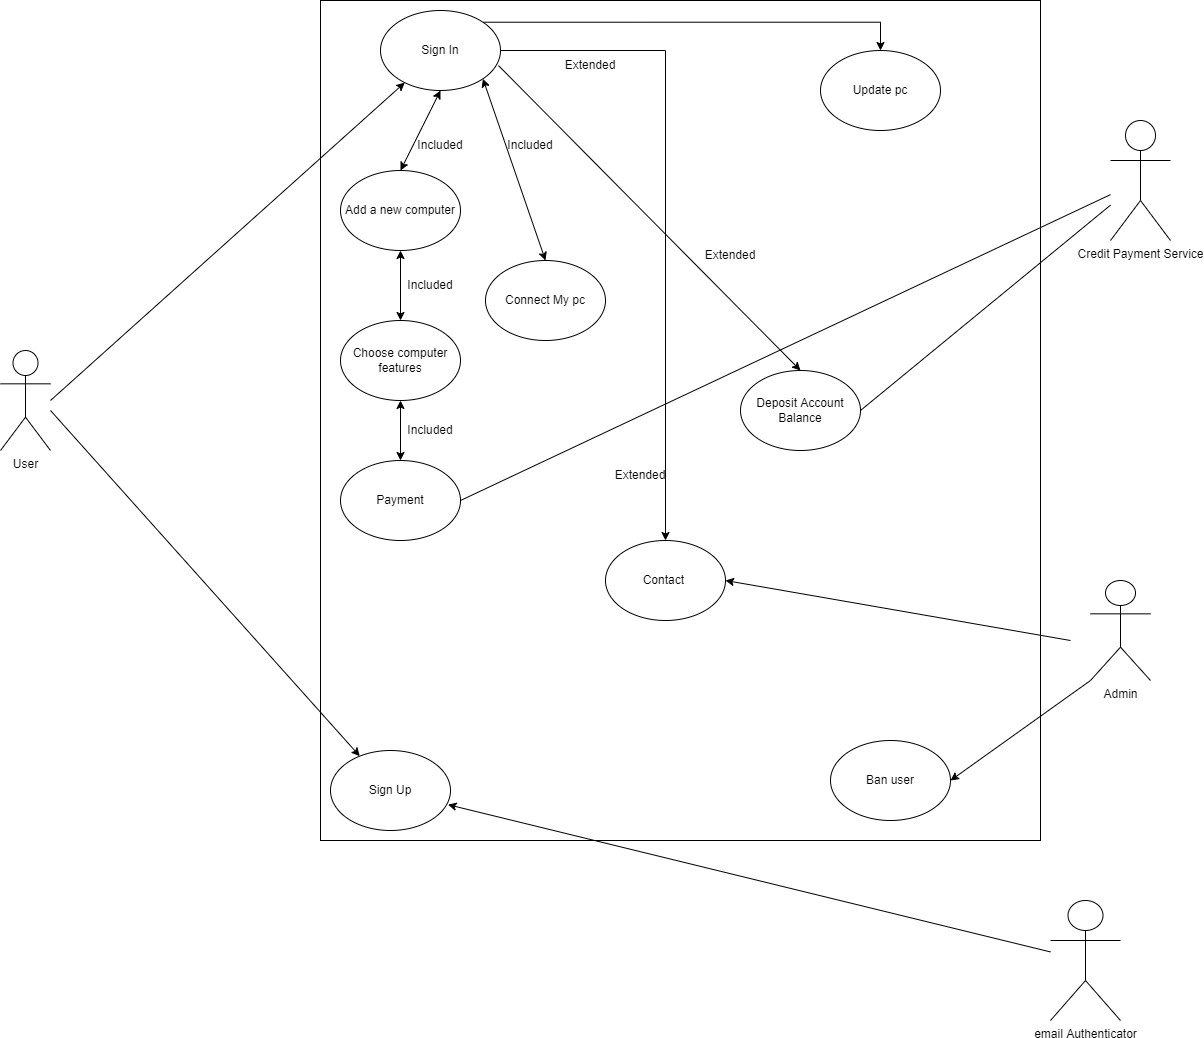 Sign In
Extended
Update pc
Included
Included
Add a new computer
Extended
Credit Payment Service
Included
Connect My pc
Choose computer
features
Deposit Account
Balance
Included
User
Extended
Payment
Contact
Admin
Ban user
Sign Up
email Authenticator